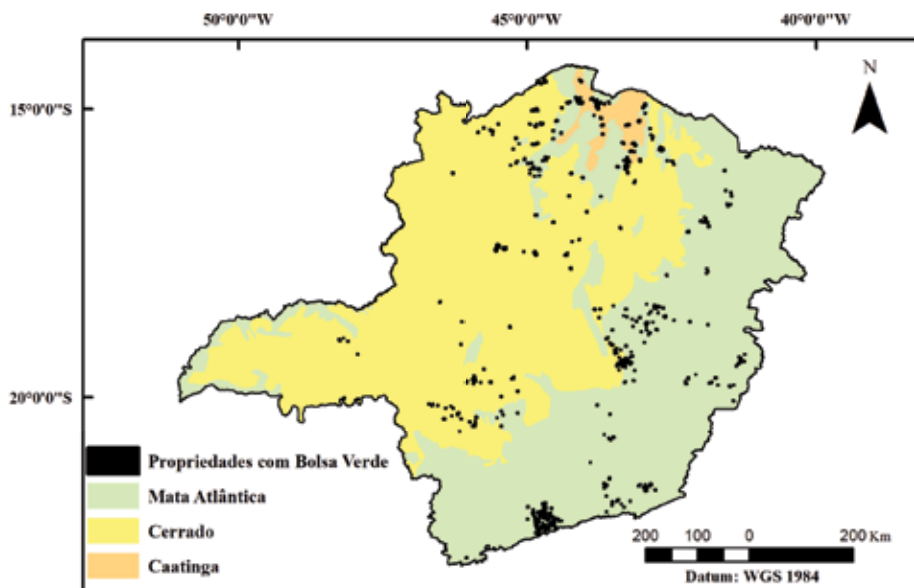 50°0'0"W 45°0'0"W 40°0'0"W
N
15°0'0"S
20°0'0"S
Propriedades com Bolsa Verde
Mata Atlântica
Cerrado
Caatinga
200 100 0 200 Km
Datum: WGS 1984